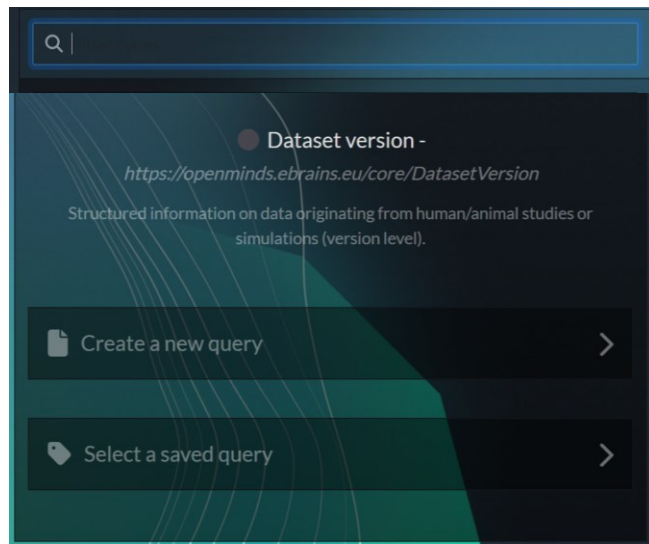 Dataset version -
https://openminds.ebrains.eu/core/DatasetVersion
Structured information on data originating from human/animal studies or
simulations (version level).
Create a new query
Select a saved query